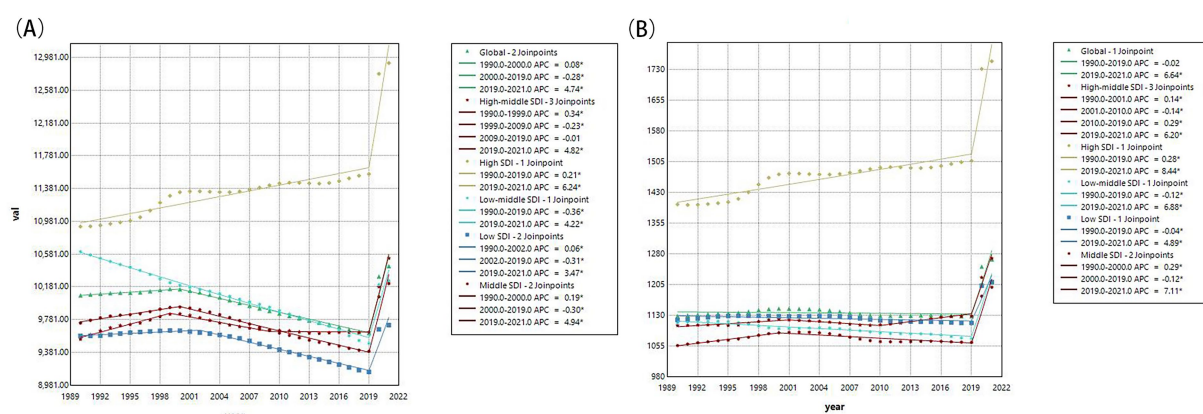 (A)
val
12,981.00
12,581.00
12,181.00
11,781.00
11,381.00
10,981.00
10,581.00
10,181.00
9,781.00
9,381.00
8,981.00
1989 1992 1995 1998 2001 2004 2007 2010 2013 2016 2019 2022
Global - 2 Joinpoints
1990.0-2000.0 APC = 0.08*
2000.0-2019.0 APC = -0.28*
2019.0-2021.0 APC = 4.74*
High-middle SDI - 3 Joinpoints
1990.0-1999.0 APC = 0.34*
1999.0-2009.0 APC = -0.23*
2009.0-2019.0 APC = -0.01
2019.0-2021.0 APC = 4.82*
High SDI - 1 Joinpoint
1990.0-2019.0 APC = 0.21*
2019.0-2021.0 APC = 6.24*
Low-middle SDI - 1 Joinpoint
1990.0-2019.0 APC = -0.36*
2019.0-2021.0 APC = 4.22*
Low SDI - 2 Joinpoints
1990.0-2002.0 APC = 0.06*
2002.0-2019.0 APC = -0.31*
2019.0-2021.0 APC = 3.47*
Middle SDI - 2 Joinpoints
1990.0-2000.0 APC = 0.19*
2000.0-2019.0 APC = -0.30*
2019.0-2021.0 APC = 4.94*
(B)
1730
1655
1580
1505
1430
1355
1280
1205
1130
1055
980
1989 1992 1995 1998 2001 2004 2007 2010 2013 2016 2019 2022
year
Global - 1 Joinpoint
1990.0-2019.0 APC = -0.02
2019.0-2021.0 APC = 6.64*
High-middle SDI - 3 Joinpoints
1990.0-2001.0 APC = 0.14*
2001.0-2010.0 APC = -0.14*
2010.0-2019.0 APC = 0.29*
2019.0-2021.0 APC = 6.20*
High SDI - 1 Joinpoint
1990.0-2019.0 APC = 0.28*
2019.0-2021.0 APC = 8.44*
Low-middle SDI - 1 Joinpoint
1990.0-2019.0 APC = -0.12*
2019.0-2021.0 APC = 6.88*
Low SDI - 1 Joinpoint
1990.0-2019.0 APC = -0.04*
2019.0-2021.0 APC = 4.89*
Middle SDI - 2 Joinpoints
1990.0-2000.0 APC = 0.29*
2000.0-2019.0 APC = -0.12*
2019.0-2021.0 APC = 7.11*